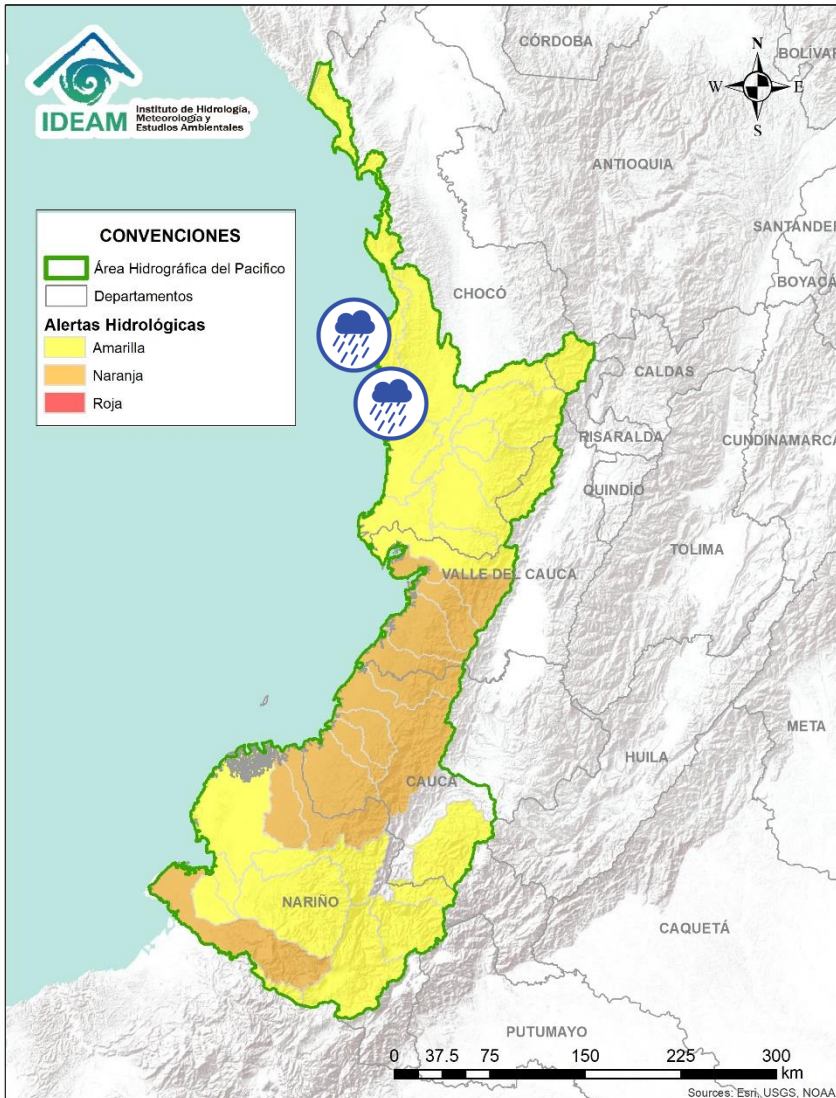 IDEAM
Instituto de Hidrología,
Meteorología y
Estudios Ambientales
CÓRDOBA
BOLÍVAR
N
W
E
S
ANTIOQUIA
SANTANDER
BOYACÁ
CONVENCIONES
Área Hidrográfica del Pacifico
Departamentos
Alertas Hidrológicas
Amarilla
Naranja
Roja
CHOCÓ
CALDAS
RISARALDA
CUNDINAMARCA
QUINDÍO
TOLIMA
VALLE DEL CAUCA
META
HUILA
CAUCA
NARIÑO
CAQUETÁ
PUTUMAYO
0 37.5 75 150 225 300
km
Sources: Esri, USGS, NOAA